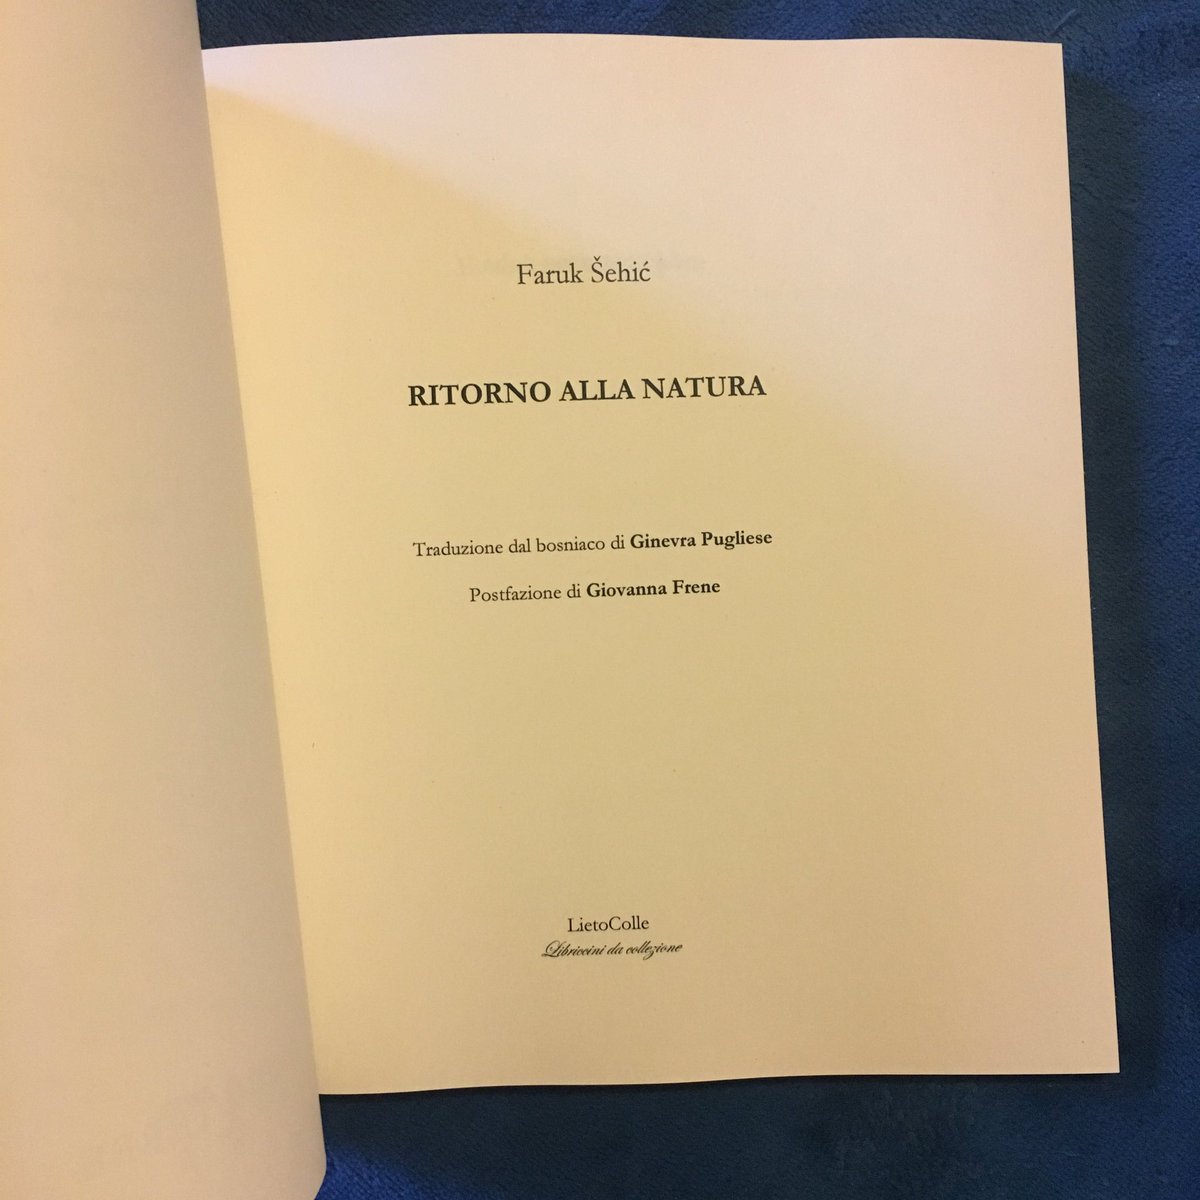 Faruk Šehić
RITORNO ALLA NATURA
Traduzione dal bosniaco di Ginevra Pugliese
Postfazione di Giovanna Frene
LietoColle
Libriccini da collezione